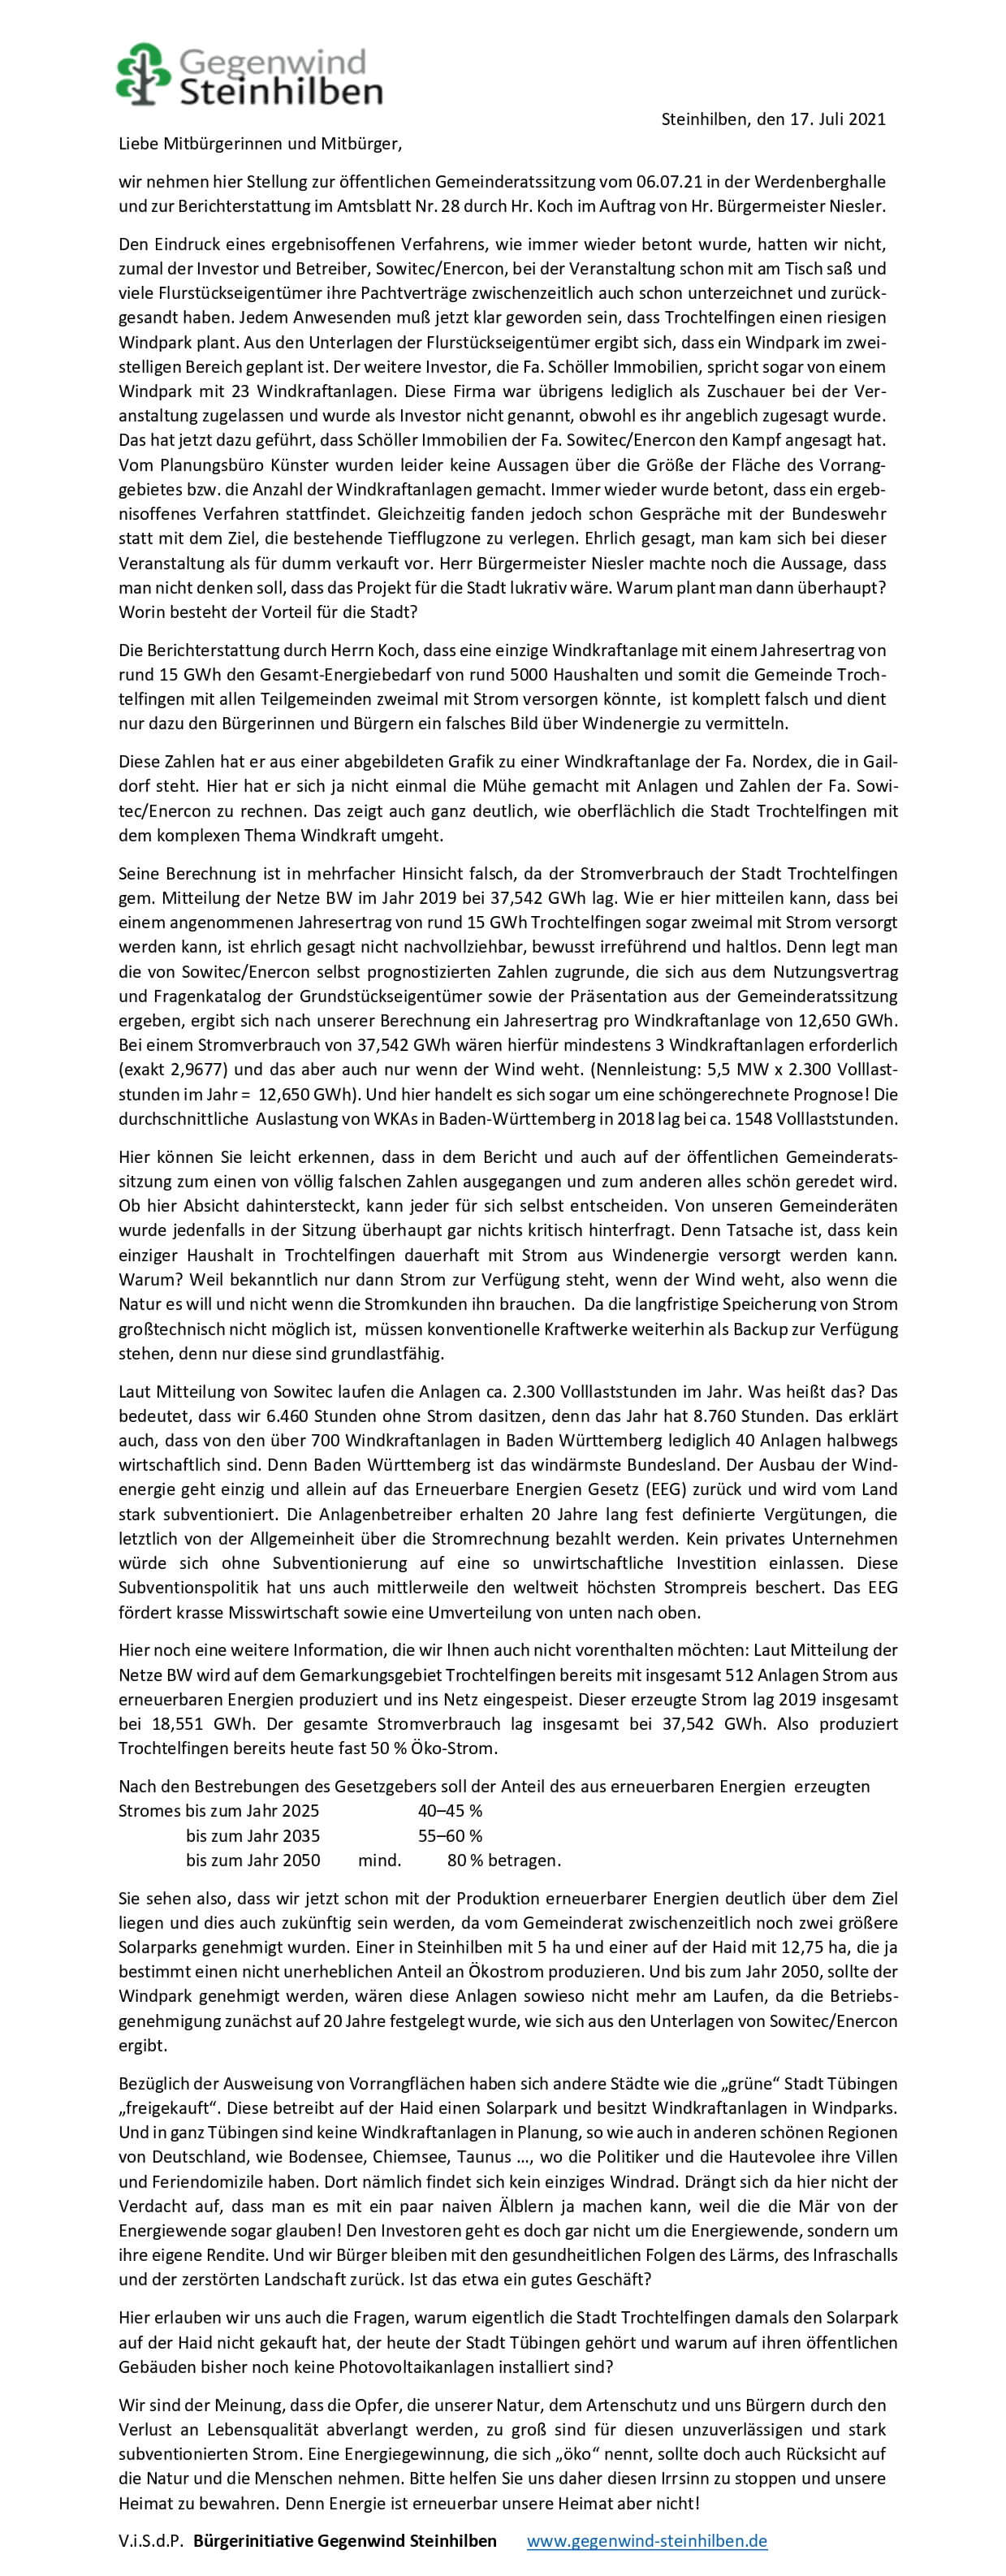 Gegenwind
Steinhilben
Steinhilben, den 17. Juli 2021
Liebe Mitbürgerinnen und Mitbürger,
wir nehmen hier Stellung zur öffentlichen Gemeinderatssitzung vom 06.07.21 in der Werdenberghalle
und zur Berichterstattung im Amtsblatt Nr. 28 durch Hr. Koch im Auftrag von Hr. Bürgermeister Niesler.
Den Eindruck eines ergebnisoffenen Verfahrens, wie immer wieder betont wurde, hatten wir nicht,
zumal der Investor und Betreiber, Sowitec/Enercon, bei der Veranstaltung schon mit am Tisch saß und
viele Flurstückseigentümer ihre Pachtverträge zwischenzeitlich auch schon unterzeichnet und zurück-
gesandt haben. Jedem Anwesenden muß jetzt klar geworden sein, dass Trochtelfingen einen riesigen
Windpark plant. Aus den Unterlagen der Flurstückseigentümer ergibt sich, dass ein Windpark im zwei-
stelligen Bereich geplant ist. Der weitere Investor, die Fa. Schöller Immobilien, spricht sogar von einem
Windpark mit 23 Windkraftanlagen. Diese Firma war übrigens lediglich als Zuschauer bei der Ver-
anstaltung zugelassen und wurde als Investor nicht genannt, obwohl es ihr angeblich zugesagt wurde.
Das hat jetzt dazu geführt, dass Schöller Immobilien der Fa. Sowitec/Enercon den Kampf angesagt hat.
Vom Planungsbüro Künster wurden leider keine Aussagen über die Größe der Fläche des Vorrang-
gebietes bzw. die Anzahl der Windkraftanlagen gemacht. Immer wieder wurde betont, dass ein ergeb-
nisoffenes Verfahren stattfindet. Gleichzeitig fanden jedoch schon Gespräche mit der Bundeswehr
statt mit dem Ziel, die bestehende Tiefflugzone zu verlegen. Ehrlich gesagt, man kam sich bei dieser
Veranstaltung als für dumm verkauft vor. Herr Bürgermeister Niesler machte noch die Aussage, dass
man nicht denken soll, dass das Projekt für die Stadt lukrativ wäre. Warum plant man dann überhaupt?
Worin besteht der Vorteil für die Stadt?
Die Berichterstattung durch Herrn Koch, dass eine einzige Windkraftanlage mit einem Jahresertrag von
rund 15 GWh den Gesamt-Energiebedarf von rund 5000 Haushalten und somit die Gemeinde Troch-
telfingen mit allen Teilgemeinden zweimal mit Strom versorgen könnte, ist komplett falsch und dient
nur dazu den Bürgerinnen und Bürgern ein falsches Bild über Windenergie zu vermitteln.
Diese Zahlen hat er aus einer abgebildeten Grafik zu einer Windkraftanlage der Fa. Nordex, die in Gail-
dorf steht. Hier hat er sich ja nicht einmal die Mühe gemacht mit Anlagen und Zahlen der Fa. Sowi-
tec/Enercon zu rechnen. Das zeigt auch ganz deutlich, wie oberflächlich die Stadt Trochtelfingen mit
dem komplexen Thema Windkraft umgeht.
Seine Berechnung ist in mehrfacher Hinsicht falsch, da der Stromverbrauch der Stadt Trochtelfingen
gem. Mitteilung der Netze BW im Jahr 2019 bei 37,542 GWh lag. Wie er hier mitteilen kann, dass bei
einem angenommenen Jahresertrag von rund 15 GWh Trochtelfingen sogar zweimal mit Strom versorgt
werden kann, ist ehrlich gesagt nicht nachvollziehbar, bewusst irreführend und haltlos. Denn legt man
die von Sowitec/Enercon selbst prognostizierten Zahlen zugrunde, die sich aus dem Nutzungsvertrag
und Fragenkatalog der Grundstückseigentümer sowie der Präsentation aus der Gemeinderatssitzung
ergeben, ergibt sich nach unserer Berechnung ein Jahresertrag pro Windkraftanlage von 12,650 GWh.
Bei einem Stromverbrauch von 37,542 GWh wären hierfür mindestens 3 Windkraftanlagen erforderlich
(exakt 2,9677) und das aber auch nur wenn der Wind weht. (Nennleistung: 5,5 MW x 2.300 Volllast-
stunden im Jahr = 12,650 GWh). Und hier handelt es sich sogar um eine schöngerechnete Prognose! Die
durchschnittliche Auslastung von WKAs in Baden-Württemberg in 2018 lag bei ca. 1548 Volllaststunden.
Hier können Sie leicht erkennen, dass in dem Bericht und auch auf der öffentlichen Gemeinderats-
sitzung zum einen von völlig falschen Zahlen ausgegangen und zum anderen alles schön geredet wird.
Ob hier Absicht dahintersteckt, kann jeder für sich selbst entscheiden. Von unseren Gemeinderäten
wurde jedenfalls in der Sitzung überhaupt gar nichts kritisch hinterfragt. Denn Tatsache ist, dass kein
einziger Haushalt in Trochtelfingen dauerhaft mit Strom aus Windenergie versorgt werden kann.
Warum? Weil bekanntlich nur dann Strom zur Verfügung steht, wenn der Wind weht, also wenn die
Natur es will und nicht wenn die Stromkunden ihn brauchen. Da die langfristige Speicherung von Strom
großtechnisch nicht möglich ist, müssen konventionelle Kraftwerke weiterhin als Backup zur Verfügung
stehen, denn nur diese sind grundlastfähig.
Laut Mitteilung von Sowitec laufen die Anlagen ca. 2.300 Volllaststunden im Jahr. Was heißt das? Das
bedeutet, dass wir 6.460 Stunden ohne Strom dasitzen, denn das Jahr hat 8.760 Stunden. Das erklärt
auch, dass von den über 700 Windkraftanlagen in Baden Württemberg lediglich 40 Anlagen halbwegs
wirtschaftlich sind. Denn Baden Württemberg ist das windärmste Bundesland. Der Ausbau der Wind-
energie geht einzig und allein auf das Erneuerbare Energien Gesetz (EEG) zurück und wird vom Land
stark subventioniert. Die Anlagenbetreiber erhalten 20 Jahre lang fest definierte Vergütungen, die
letztlich von der Allgemeinheit über die Stromrechnung bezahlt werden. Kein privates Unternehmen
würde sich ohne Subventionierung auf eine so unwirtschaftliche Investition einlassen. Diese
Subventionspolitik hat uns auch mittlerweile den weltweit höchsten Strompreis beschert. Das EEG
fördert krasse Misswirtschaft sowie eine Umverteilung von unten nach oben.
Hier noch eine weitere Information, die wir Ihnen auch nicht vorenthalten möchten: Laut Mitteilung der
Netze BW wird auf dem Gemarkungsgebiet Trochtelfingen bereits mit insgesamt 512 Anlagen Strom aus
erneuerbaren Energien produziert und ins Netz eingespeist. Dieser erzeugte Strom lag 2019 insgesamt
bei 18,551 GWh. Der gesamte Stromverbrauch lag insgesamt bei 37,542 GWh. Also produziert
Trochtelfingen bereits heute fast 50 % Öko-Strom.
Nach den Bestrebungen des Gesetzgebers soll der Anteil des aus erneuerbaren Energien erzeugten
Stromes bis zum Jahr 2025 40–45 %
bis zum Jahr 2035 55–60 %
bis zum Jahr 2050 mind. 80 % betragen.
Sie sehen also, dass wir jetzt schon mit der Produktion erneuerbarer Energien deutlich über dem Ziel
liegen und dies auch zukünftig sein werden, da vom Gemeinderat zwischenzeitlich noch zwei größere
Solarparks genehmigt wurden. Einer in Steinhilben mit 5 ha und einer auf der Haid mit 12,75 ha, die ja
bestimmt einen nicht unerheblichen Anteil an Ökostrom produzieren. Und bis zum Jahr 2050, sollte der
Windpark genehmigt werden, wären diese Anlagen sowieso nicht mehr am Laufen, da die Betriebs-
genehmigung zunächst auf 20 Jahre festgelegt wurde, wie sich aus den Unterlagen von Sowitec/Enercon
ergibt.
Bezüglich der Ausweisung von Vorrangflächen haben sich andere Städte wie die „grüne“ Stadt Tübingen
„freigekauft“. Diese betreibt auf der Haid einen Solarpark und besitzt Windkraftanlagen in Windparks.
Und in ganz Tübingen sind keine Windkraftanlagen in Planung, so wie auch in anderen schönen Regionen
von Deutschland, wie Bodensee, Chiemsee, Taunus ..., wo die Politiker und die Hautevolee ihre Villen
und Feriendomizile haben. Dort nämlich findet sich kein einziges Windrad. Drängt sich da hier nicht der
Verdacht auf, dass man es mit ein paar naiven Älblern ja machen kann, weil die die Mär von der
Energiewende sogar glauben! Den Investoren geht es doch gar nicht um die Energiewende, sondern um
ihre eigene Rendite. Und wir Bürger bleiben mit den gesundheitlichen Folgen des Lärms, des Infraschalls
und der zerstörten Landschaft zurück. Ist das etwa ein gutes Geschäft?
Hier erlauben wir uns auch die Fragen, warum eigentlich die Stadt Trochtelfingen damals den Solarpark
auf der Haid nicht gekauft hat, der heute der Stadt Tübingen gehört und warum auf ihren öffentlichen
Gebäuden bisher noch keine Photovoltaikanlagen installiert sind?
Wir sind der Meinung, dass die Opfer, die unserer Natur, dem Artenschutz und uns Bürgern durch den
Verlust an Lebensqualität abverlangt werden, zu groß sind für diesen unzuverlässigen und stark
subventionierten Strom. Eine Energiegewinnung, die sich „öko“ nennt, sollte doch auch Rücksicht auf
die Natur und die Menschen nehmen. Bitte helfen Sie uns daher diesen Irrsinn zu stoppen und unsere
Heimat zu bewahren. Denn Energie ist erneuerbar unsere Heimat aber nicht!
V.i.S.d.P. Bürgerinitiative Gegenwind Steinhilben www.gegenwind-steinhilben.de